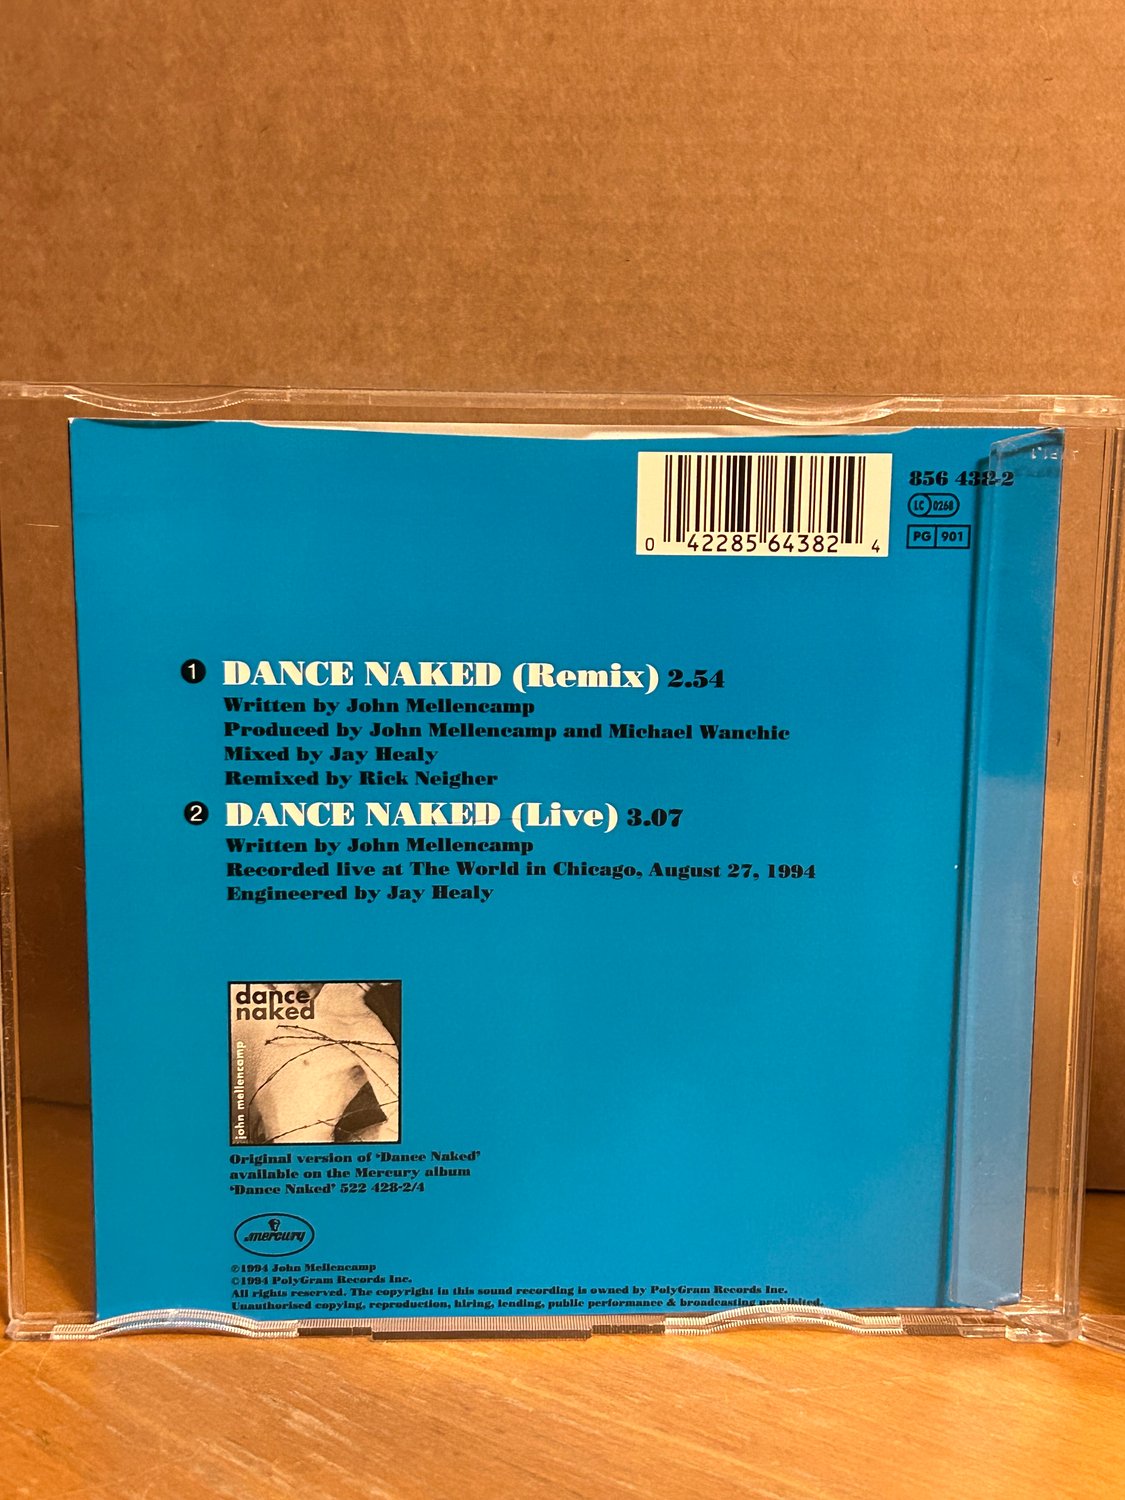 856 438-2
LC 0268
PG 901
0 42285 64382 4
1 DANCE NAKED (Remix) 2.54
Written by John Mellencamp
Produced by John Mellencamp and Michael Wanchic
Mixed by Jay Healy
Remixed by Rick Neigher
2 DANCE NAKED (Live) 3.07
Written by John Mellencamp
Recorded live at The World in Chicago, August 27, 1994
Engineered by Jay Healy
dance
naked
john mellencamp
Original version of 'Dance Naked'
available on the Mercury album
'Dance Naked' 522 428-2/4
mercury
℗1994 John Mellencamp
©1994 PolyGram Records Inc.
All rights reserved. The copyright in this sound recording is owned by PolyGram Records Inc.
Unauthorised copying, reproduction, hiring, lending, public performance & broadcasting prohibited.